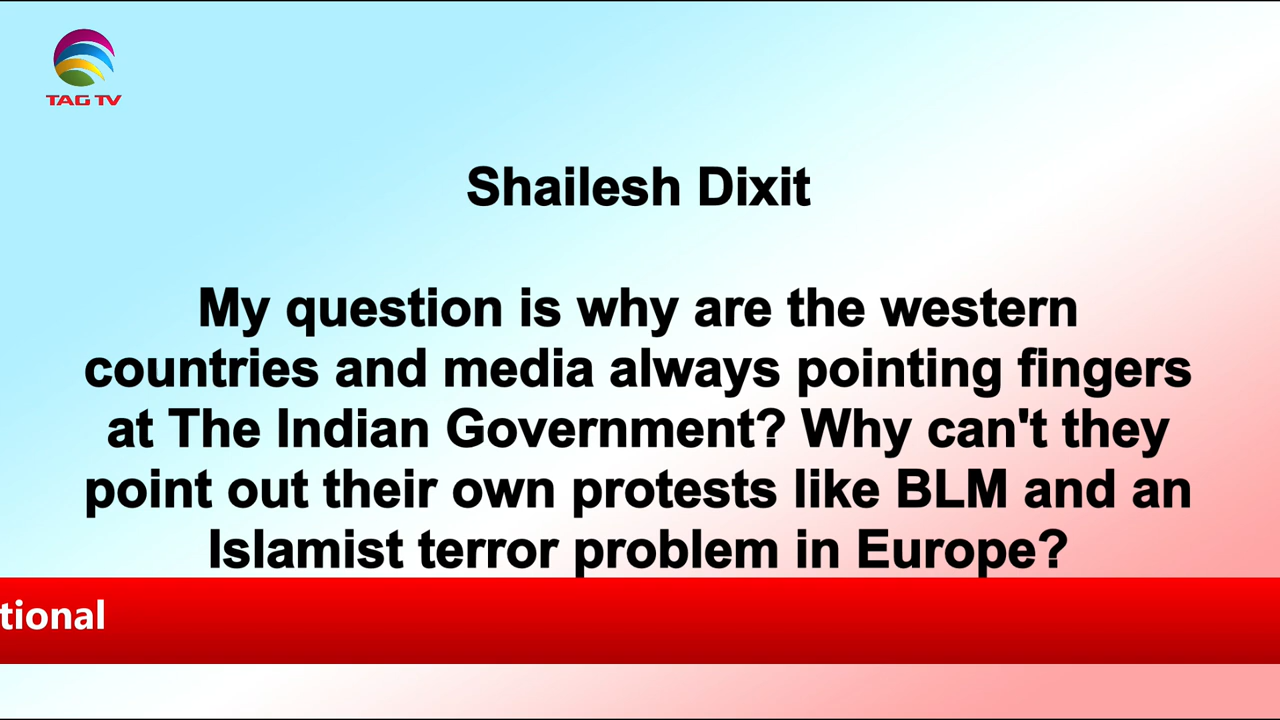 TAG TV
Shailesh Dixit
My question is why are the western
countries and media always pointing fingers
at The Indian Government? Why can't they
point out their own protests like BLM and an
Islamist terror problem in Europe?
tional